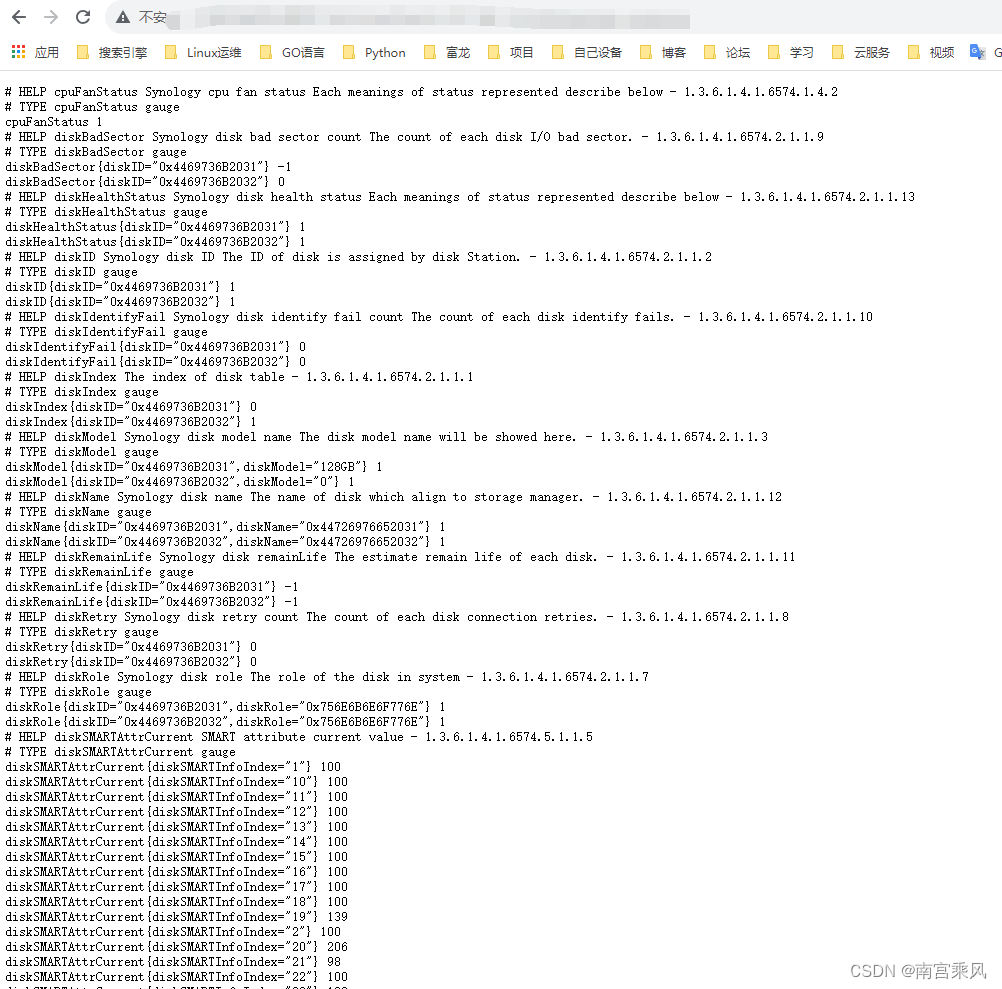 不安
应用 搜索引擎 Linux运维 GO语言 Python 富龙 项目 自己设备 博客 论坛 学习 云服务 视频 G
# HELP cpuFanStatus Synology cpu fan status Each meanings of status represented describe below - 1.3.6.1.4.1.6574.1.4.2
# TYPE cpuFanStatus gauge
cpuFanStatus 1
# HELP diskBadSector Synology disk bad sector count The count of each disk I/O bad sector. - 1.3.6.1.4.1.6574.2.1.1.9
# TYPE diskBadSector gauge
diskBadSector{diskID="0x4469736B2031"} -1
diskBadSector{diskID="0x4469736B2032"} 0
# HELP diskHealthStatus Synology disk health status Each meanings of status represented describe below - 1.3.6.1.4.1.6574.2.1.1.13
# TYPE diskHealthStatus gauge
diskHealthStatus{diskID="0x4469736B2031"} 1
diskHealthStatus{diskID="0x4469736B2032"} 1
# HELP diskID Synology disk ID The ID of disk is assigned by disk Station. - 1.3.6.1.4.1.6574.2.1.1.2
# TYPE diskID gauge
diskID{diskID="0x4469736B2031"} 1
diskID{diskID="0x4469736B2032"} 1
# HELP diskIdentifyFail Synology disk identify fail count The count of each disk identify fails. - 1.3.6.1.4.1.6574.2.1.1.10
# TYPE diskIdentifyFail gauge
diskIdentifyFail{diskID="0x4469736B2031"} 0
diskIdentifyFail{diskID="0x4469736B2032"} 0
# HELP diskIndex The index of disk table - 1.3.6.1.4.1.6574.2.1.1.1
# TYPE diskIndex gauge
diskIndex{diskID="0x4469736B2031"} 0
diskIndex{diskID="0x4469736B2032"} 1
# HELP diskModel Synology disk model name The disk model name will be showed here. - 1.3.6.1.4.1.6574.2.1.1.3
# TYPE diskModel gauge
diskModel{diskID="0x4469736B2031",diskModel="128GB"} 1
diskModel{diskID="0x4469736B2032",diskModel="0"} 1
# HELP diskName Synology disk name The name of disk which align to storage manager. - 1.3.6.1.4.1.6574.2.1.1.12
# TYPE diskName gauge
diskName{diskID="0x4469736B2031",diskName="0x44726976652031"} 1
diskName{diskID="0x4469736B2032",diskName="0x44726976652032"} 1
# HELP diskRemainLife Synology disk remainLife The estimate remain life of each disk. - 1.3.6.1.4.1.6574.2.1.1.11
# TYPE diskRemainLife gauge
diskRemainLife{diskID="0x4469736B2031"} -1
diskRemainLife{diskID="0x4469736B2032"} -1
# HELP diskRetry Synology disk retry count The count of each disk connection retries. - 1.3.6.1.4.1.6574.2.1.1.8
# TYPE diskRetry gauge
diskRetry{diskID="0x4469736B2031"} 0
diskRetry{diskID="0x4469736B2032"} 0
# HELP diskRole Synology disk role The role of the disk in system - 1.3.6.1.4.1.6574.2.1.1.7
# TYPE diskRole gauge
diskRole{diskID="0x4469736B2031",diskRole="0x756E6B6E6F776E"} 1
diskRole{diskID="0x4469736B2032",diskRole="0x756E6B6E6F776E"} 1
# HELP diskSMARTAttrCurrent SMART attribute current value - 1.3.6.1.4.1.6574.5.1.1.5
# TYPE diskSMARTAttrCurrent gauge
diskSMARTAttrCurrent{diskSMARTInfoIndex="1"} 100
diskSMARTAttrCurrent{diskSMARTInfoIndex="10"} 100
diskSMARTAttrCurrent{diskSMARTInfoIndex="11"} 100
diskSMARTAttrCurrent{diskSMARTInfoIndex="12"} 100
diskSMARTAttrCurrent{diskSMARTInfoIndex="13"} 100
diskSMARTAttrCurrent{diskSMARTInfoIndex="14"} 100
diskSMARTAttrCurrent{diskSMARTInfoIndex="15"} 100
diskSMARTAttrCurrent{diskSMARTInfoIndex="16"} 100
diskSMARTAttrCurrent{diskSMARTInfoIndex="17"} 100
diskSMARTAttrCurrent{diskSMARTInfoIndex="18"} 100
diskSMARTAttrCurrent{diskSMARTInfoIndex="19"} 139
diskSMARTAttrCurrent{diskSMARTInfoIndex="2"} 100
diskSMARTAttrCurrent{diskSMARTInfoIndex="20"} 206
diskSMARTAttrCurrent{diskSMARTInfoIndex="21"} 98
diskSMARTAttrCurrent{diskSMARTInfoIndex="22"} 100
CSDN @南宫乘风